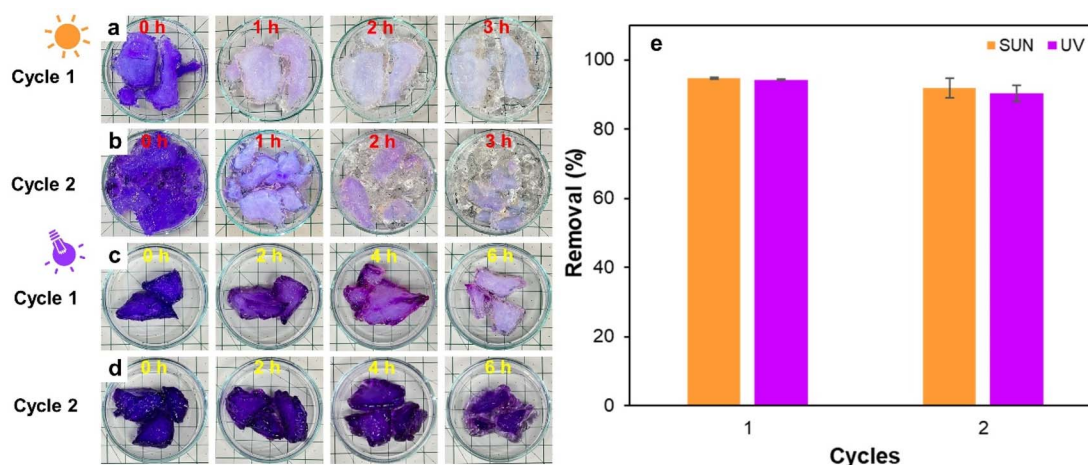 a 0 h 1 h 2 h 3 h
Cycle 1
b 0 h 1 h 2 h 3 h
Cycle 2
c 0 h 2 h 4 h 6 h
Cycle 1
d 0 h 2 h 4 h 6 h
Cycle 2
e
SUN UV
100
80
60
40
20
0
Removal (%)
1 2
Cycles